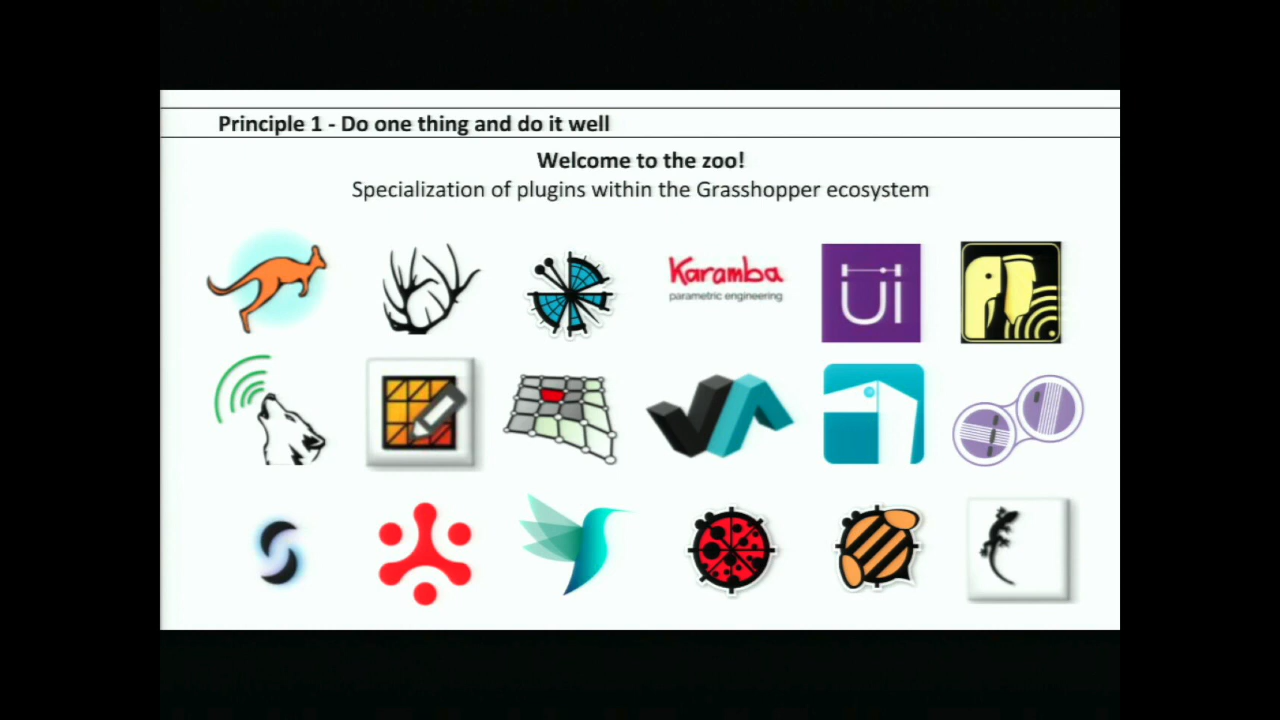 Principle 1 - Do one thing and do it well
Welcome to the zoo!
Specialization of plugins within the Grasshopper ecosystem
Karamba
parametric engineering
UI